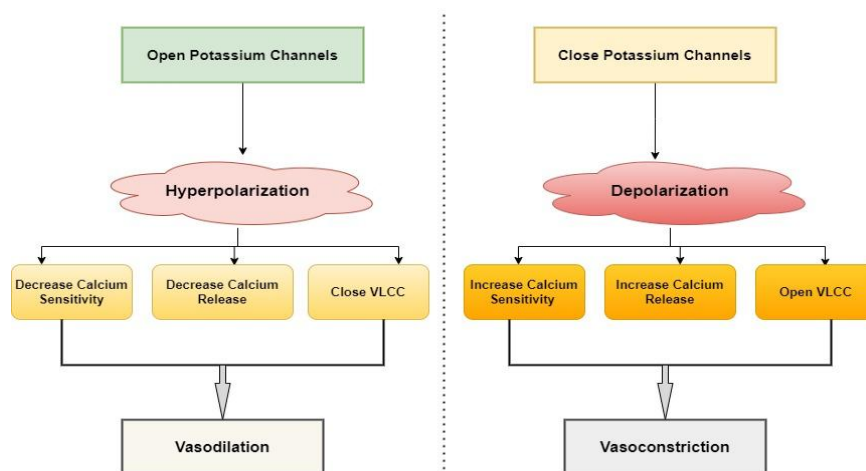 Open Potassium Channels
Close Potassium Channels
Hyperpolarization
Depolarization
Decrease Calcium
Sensitivity
Decrease Calcium
Release
Close VLCC
Increase Calcium
Sensitivity
Increase Calcium
Release
Open VLCC
Vasodilation
Vasoconstriction